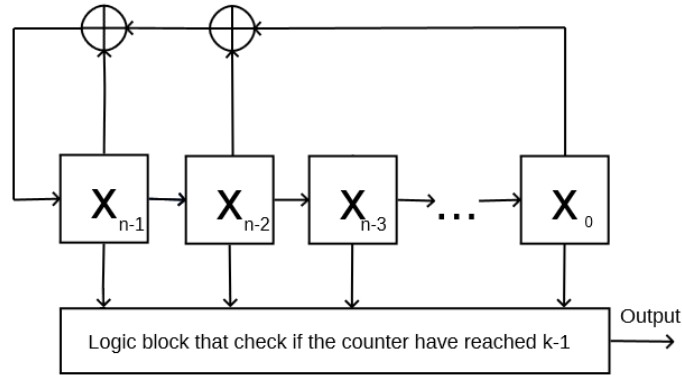 X n-1 X n-2 X n-3 ... X 0
Output
Logic block that check if the counter have reached k-1